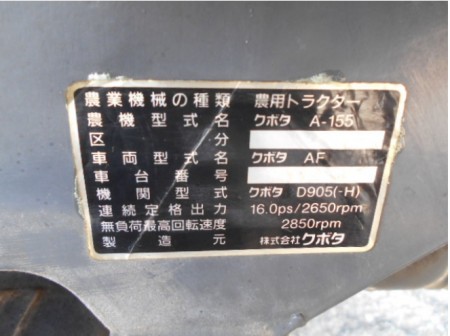 農業機械の種類 農用トラクター
農機型式名 クボタ A-155
区分
車両型式名 クボタ AF
車台番号
機関型式 クボタ D905(-H)
連続定格出力 16.0ps/2650rpm
無負荷最高回転速度 2850rpm
製造元 株式会社クボタ